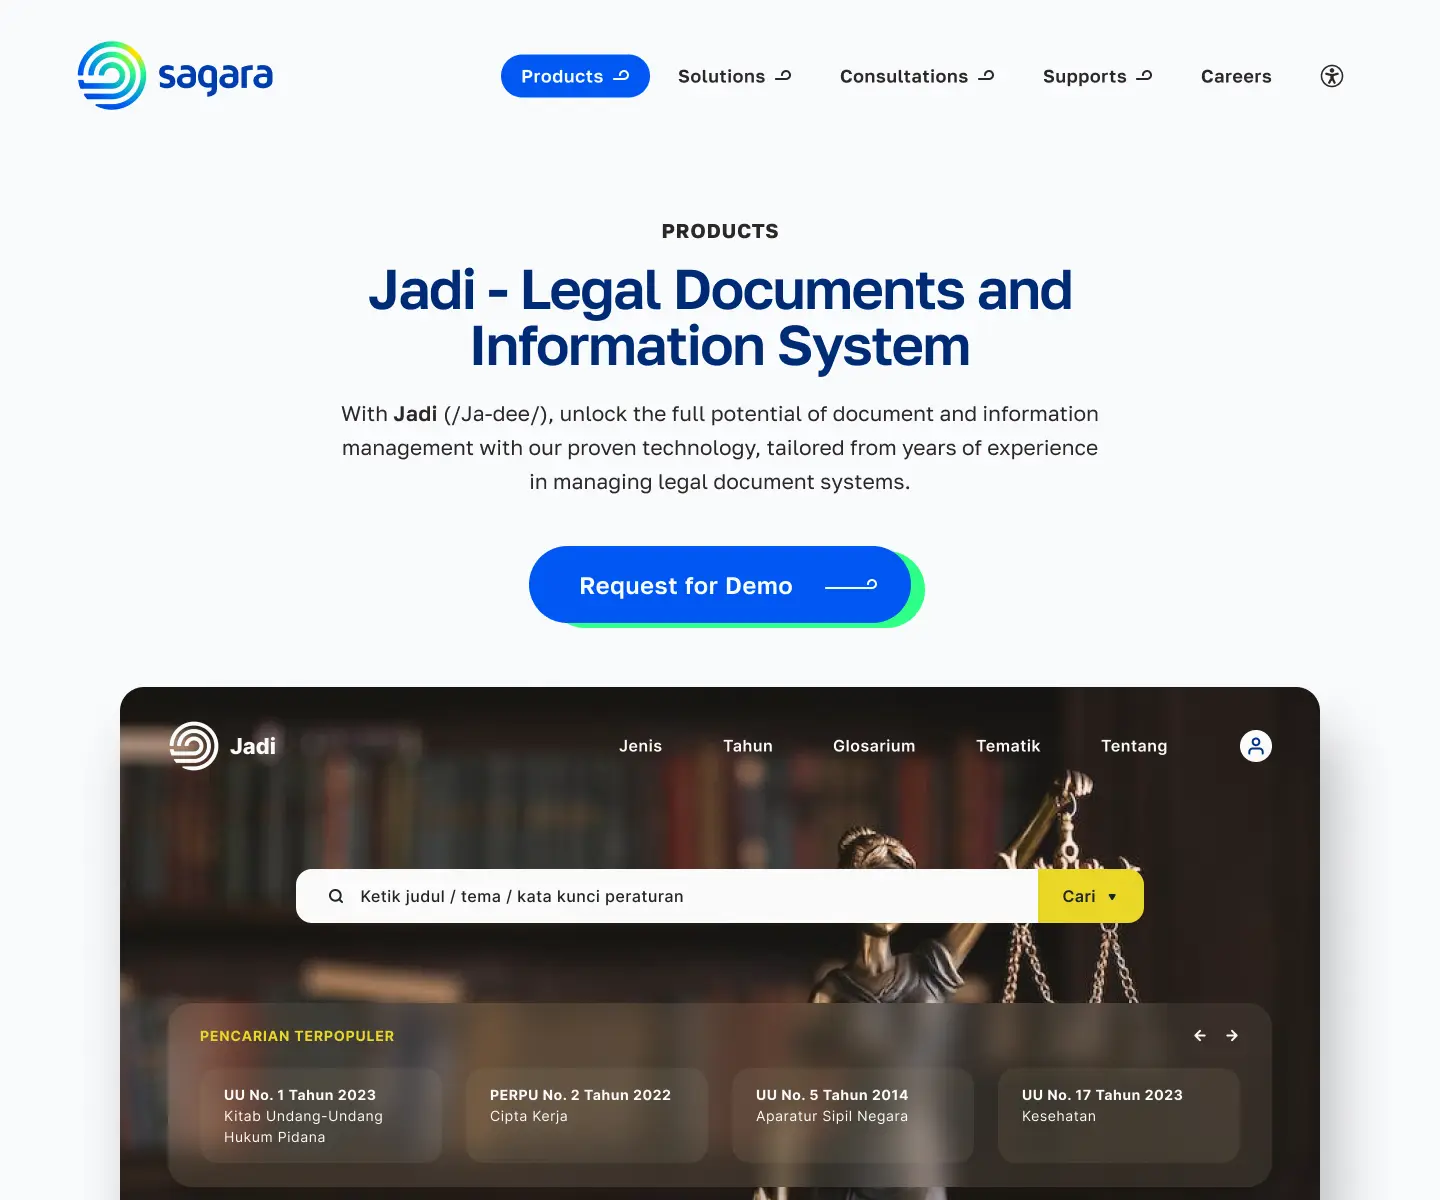 sagara
Products
Solutions
Consultations
Supports
Careers
PRODUCTS
Jadi - Legal Documents and
Information System
With Jadi (/Ja-dee/), unlock the full potential of document and information
management with our proven technology, tailored from years of experience
in managing legal document systems.
Request for Demo
Jadi
Jenis
Tahun
Glosarium
Tematik
Tentang
Ketik judul / tema / kata kunci peraturan
Cari
PENCARIAN TERPOPULER
UU No. 1 Tahun 2023
Kitab Undang-Undang
Hukum Pidana
PERPU No. 2 Tahun 2022
Cipta Kerja
UU No. 5 Tahun 2014
Aparatur Sipil Negara
UU No. 17 Tahun 2023
Kesehatan